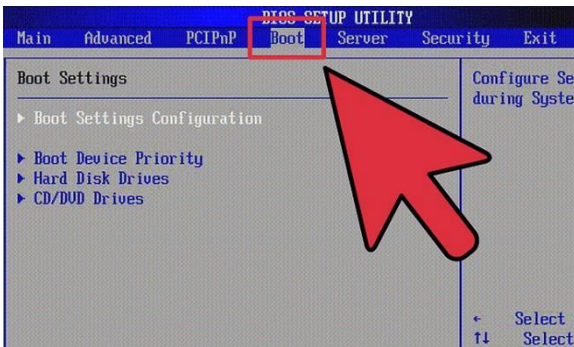 BIOS SETUP UTILITY
Main Advanced PCIPnP Boot Server Security Exit
Boot Settings
▶ Boot Settings Configuration
▶ Boot Device Priority
▶ Hard Disk Drives
▶ CD/DVD Drives
Configure Se
during Syste
← Select
↑↓ Select